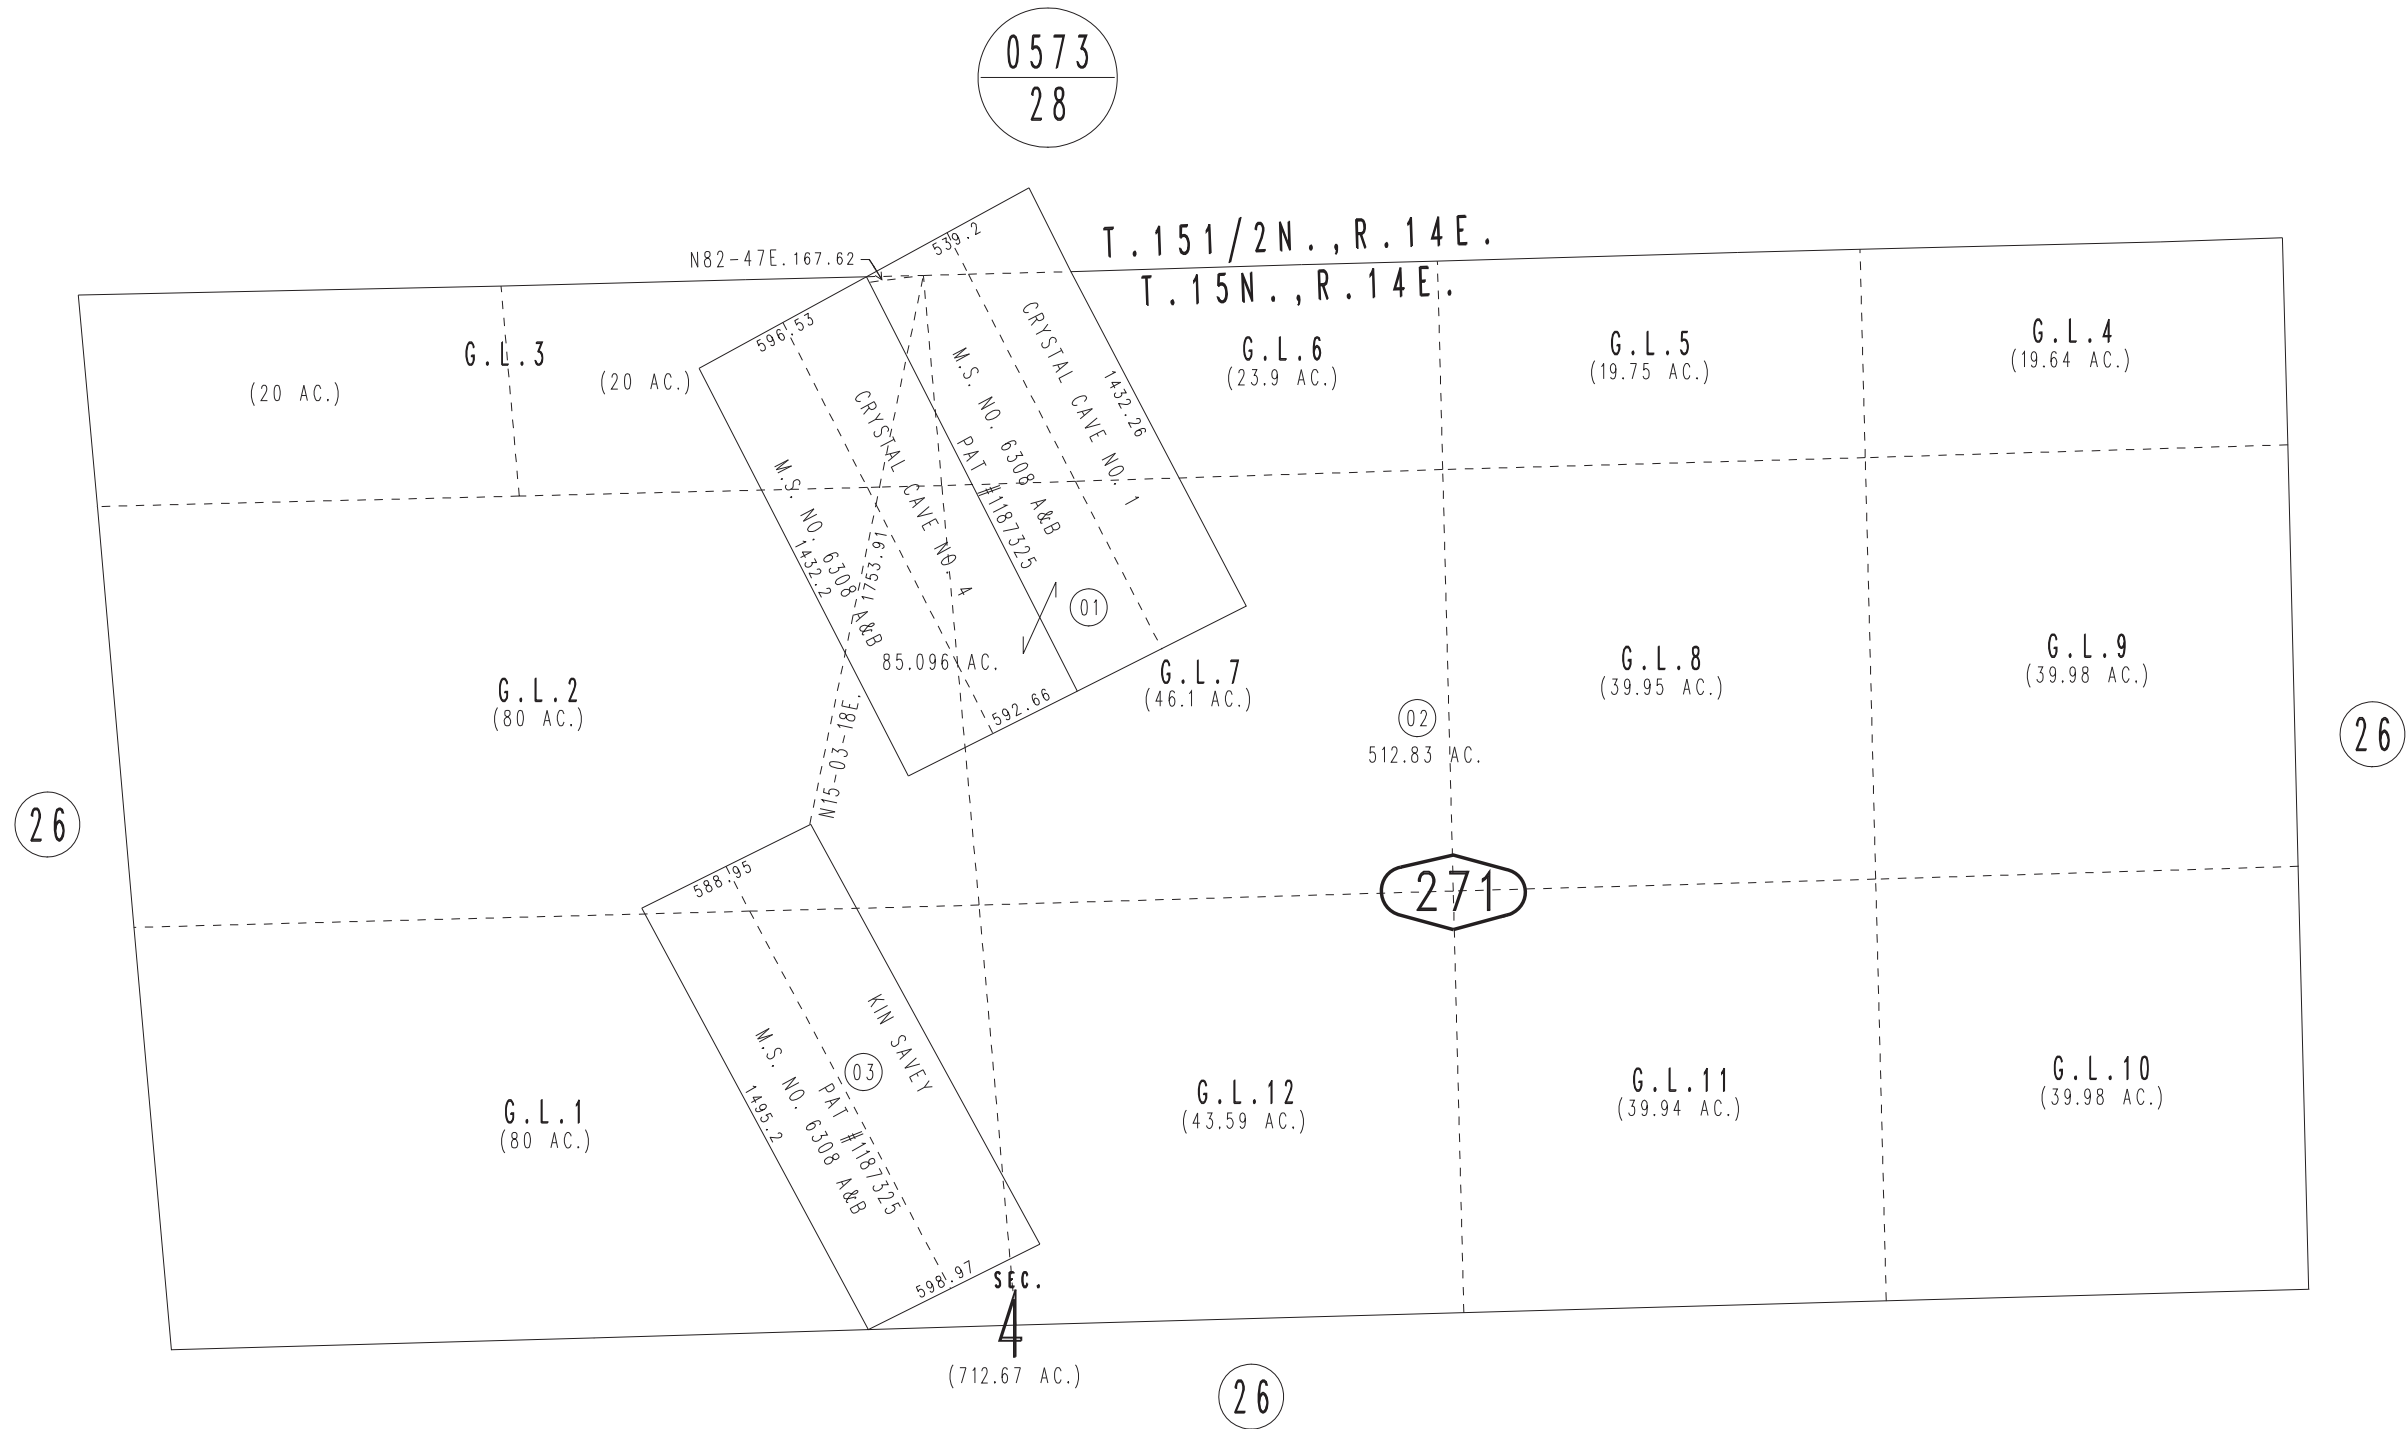 0573
28
T.151/2N.,R.14E.
T.15N.,R.14E.
N82-47E.167.62
539.2
596.53
CRYSTAL CAVE NO. 1
1432.26
M.S. NO. 6308 A&B
PAT #1187325
CRYSTAL CAVE NO. 4
M.S. NO. 6308 A&B
1432.2
1753.91
N15-03-18E.
85.096 AC.
01
592.66
G.L.3
(20 AC.)
(20 AC.)
G.L.6
(23.9 AC.)
G.L.5
(19.75 AC.)
G.L.4
(19.64 AC.)
G.L.2
(80 AC.)
G.L.7
(46.1 AC.)
02
512.83 AC.
G.L.8
(39.95 AC.)
G.L.9
(39.98 AC.)
26
26
271
588.95
KIN SAVEY
03
PAT #1187325
M.S. NO. 6308 A&B
1495.2
598.97
G.L.1
(80 AC.)
G.L.12
(43.59 AC.)
G.L.11
(39.94 AC.)
G.L.10
(39.98 AC.)
SEC.
4
(712.67 AC.)
26